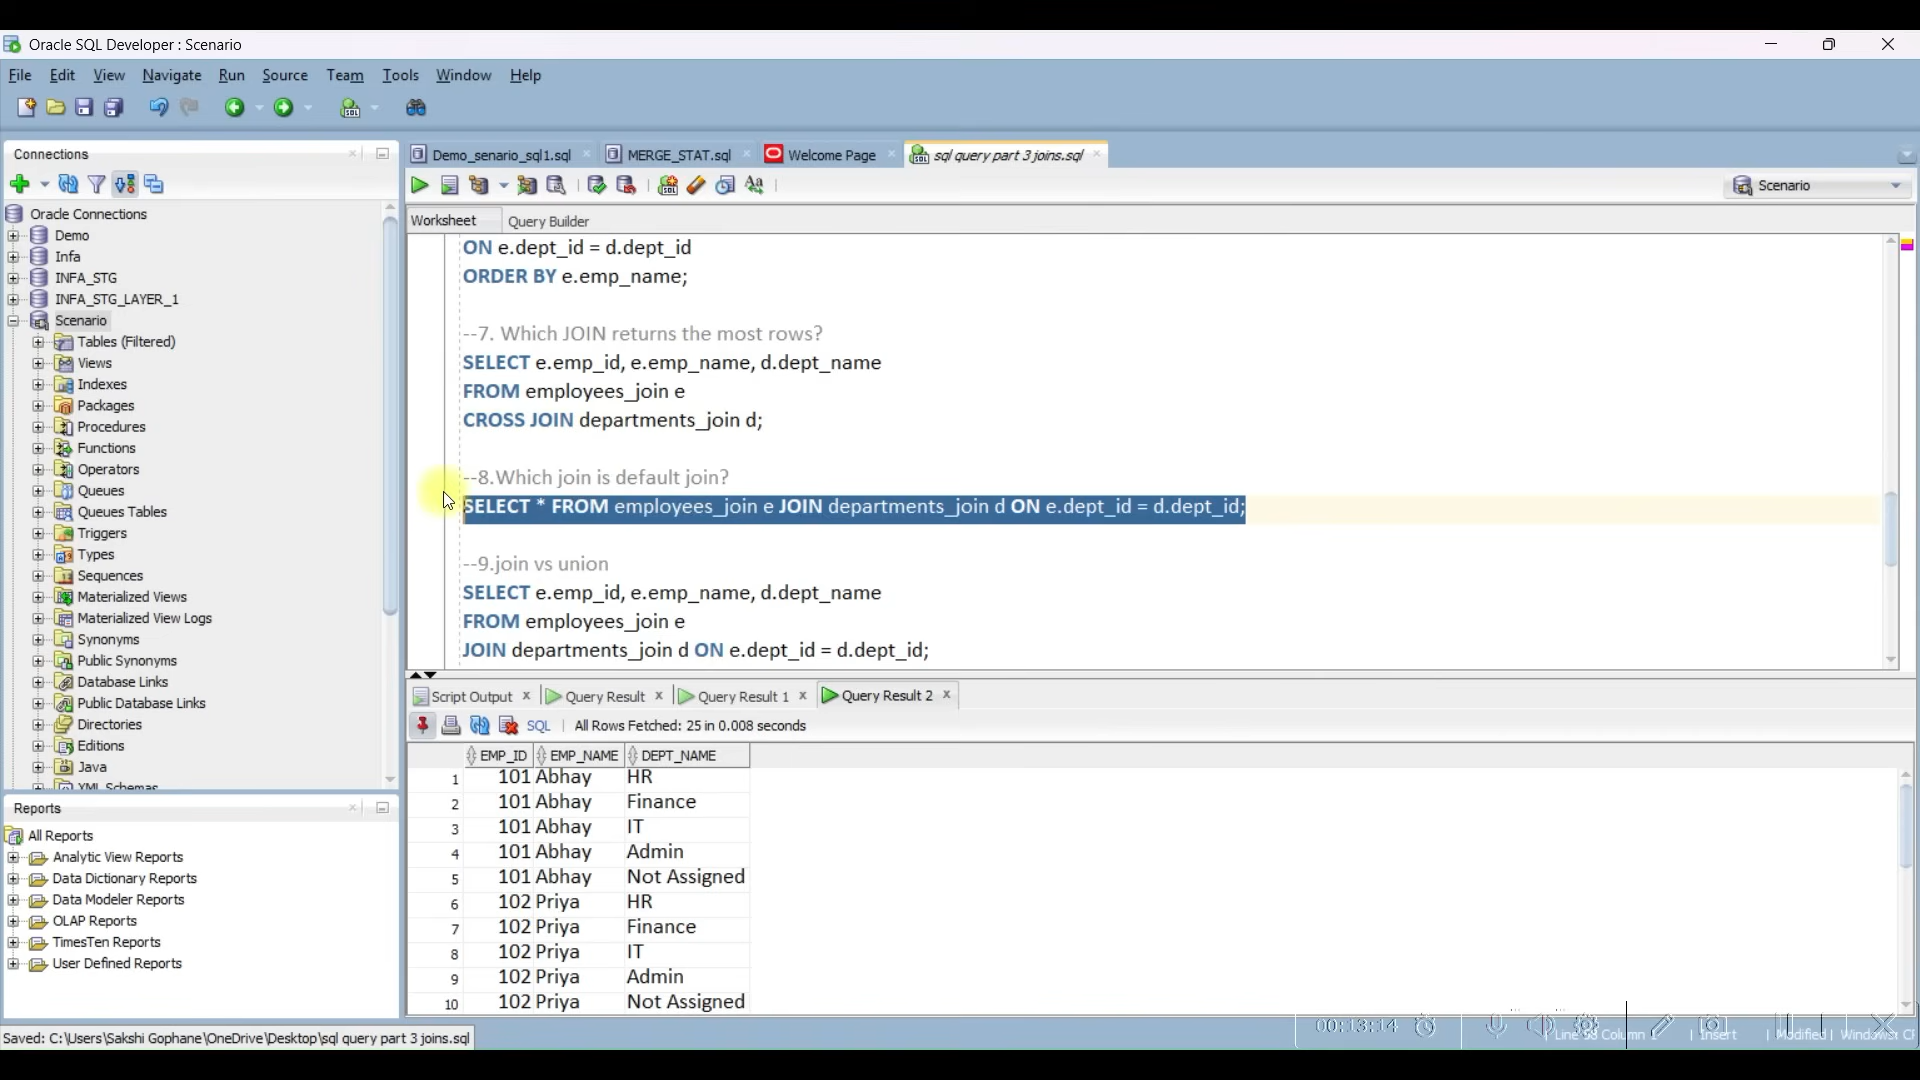 Oracle SQL Developer : Scenario
File Edit View Navigate Run Source Team Tools Window Help
Connections
Oracle Connections
Demo
Infa
INFA_STG
INFA_STG_LAYER_1
Scenario
Tables (Filtered)
Views
Indexes
Packages
Procedures
Functions
Operators
Queues
Queues Tables
Triggers
Types
Sequences
Materialized Views
Materialized View Logs
Synonyms
Public Synonyms
Database Links
Public Database Links
Directories
Editions
Java
XML Schemas
Reports
All Reports
Analytic View Reports
Data Dictionary Reports
Data Modeler Reports
OLAP Reports
TimesTen Reports
User Defined Reports
Demo_senario_sql1.sql MERGE_STAT.sql Welcome Page sql query part 3 joins.sql
Scenario
Worksheet Query Builder
ON e.dept_id = d.dept_id
ORDER BY e.emp_name;
--7. Which JOIN returns the most rows?
SELECT e.emp_id, e.emp_name, d.dept_name
FROM employees_join e
CROSS JOIN departments_join d;
--8.Which join is default join?
SELECT * FROM employees_join e JOIN departments_join d ON e.dept_id = d.dept_id;
--9.join vs union
SELECT e.emp_id, e.emp_name, d.dept_name
FROM employees_join e
JOIN departments_join d ON e.dept_id = d.dept_id;
Script Output Query Result Query Result 1 Query Result 2
SQL All Rows Fetched: 25 in 0.008 seconds
EMP_ID EMP_NAME DEPT_NAME
1 101 Abhay HR
2 101 Abhay Finance
3 101 Abhay IT
4 101 Abhay Admin
5 101 Abhay Not Assigned
6 102 Priya HR
7 102 Priya Finance
8 102 Priya IT
9 102 Priya Admin
10 102 Priya Not Assigned
00:13:14
Saved: C:\Users\Sakshi Gophane\OneDrive\Desktop\sql query part 3 joins.sql
Column Insert Modified